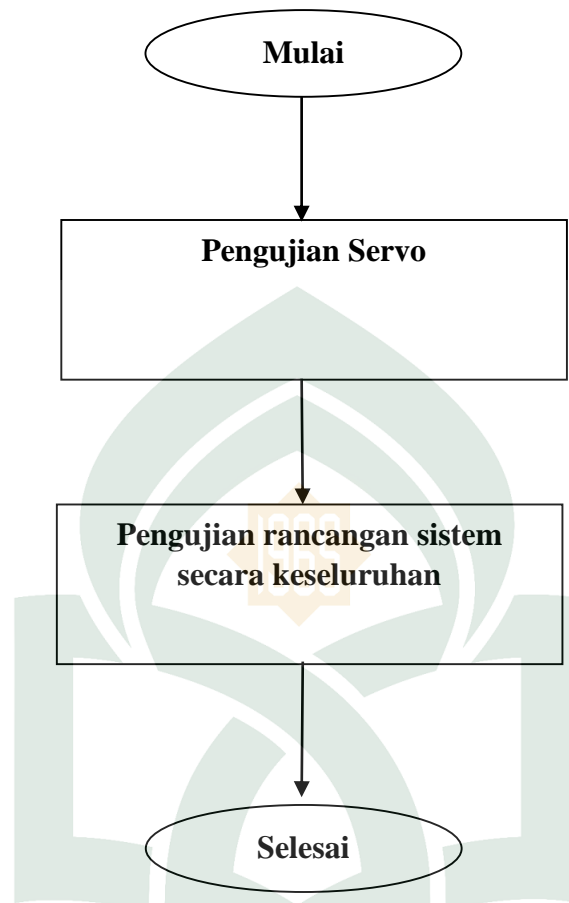 Mulai
Pengujian Servo
Pengujian rancangan sistem
secara keseluruhan
Selesai